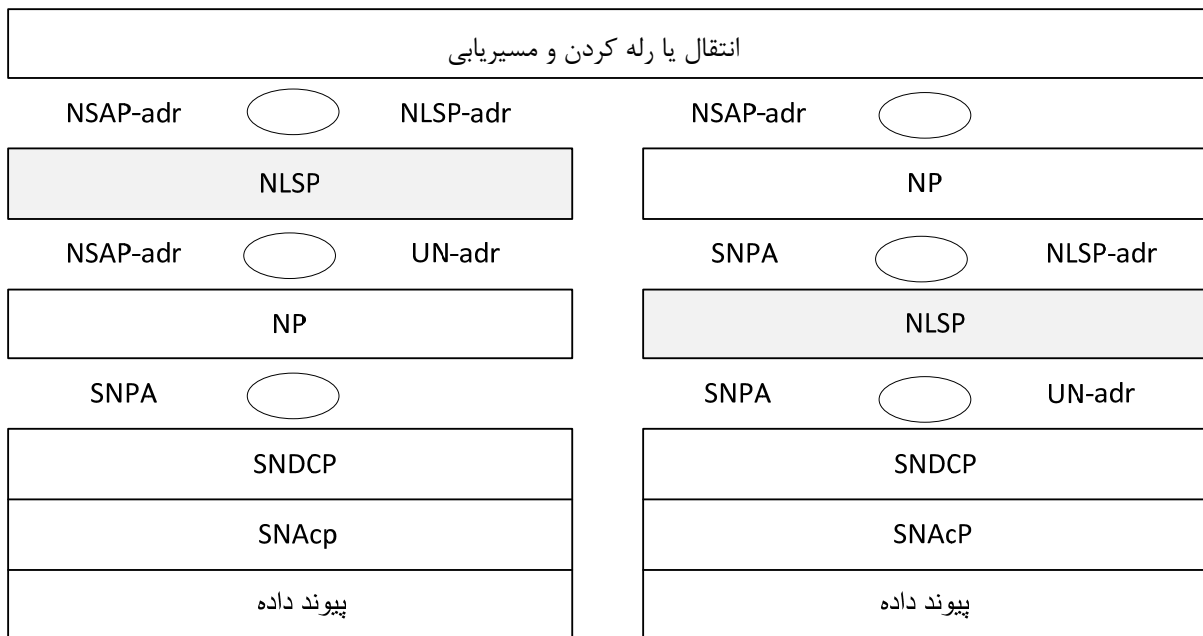 انتقال یا رله کردن و مسیریابی
NSAP-adr NLSP-adr NSAP-adr
NLSP NP
NSAP-adr UN-adr SNPA NLSP-adr
NP NLSP
SNPA SNPA UN-adr
SNDCP SNDCP
SNAcp SNAcP
پیوند داده پیوند داده